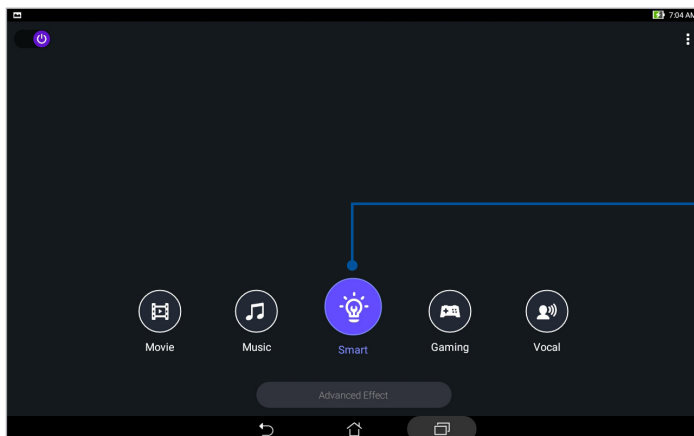 7:04 AM
Movie
Music
Smart
Gaming
Vocal
Advanced Effect